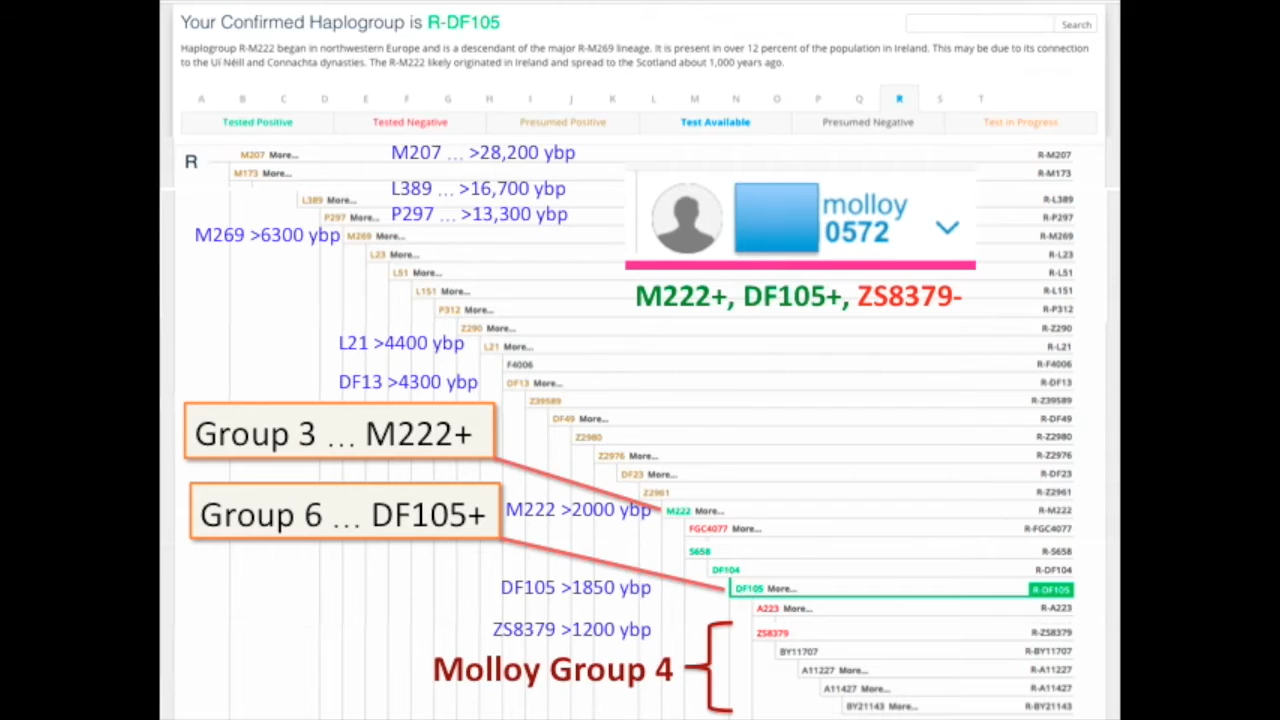 Your Confirmed Haplogroup is R-DF105
Search
Haplogroup R-M222 began in northwestern Europe and is a descendant of the major R-M269 lineage. It is present in over 12 percent of the population in Ireland. This may be due to its connection
to the Uí Néill and Connachta dynasties. The R-M222 likely originated in Ireland and spread to the Scotland about 1,000 years ago.
A B C D E F G H I J K L M N O P Q R S T
Tested Positive Tested Negative Presumed Positive Test Available Presumed Negative Test in Progress
R M207 More... M207 ... >28,200 ybp R-M207
M173 More... R-M173
L389 More... L389 ... >16,700 ybp R-L389
P297 More... P297 ... >13,300 ybp R-P297
M269 >6300 ybp M269 More... R-M269
molloy
0572
L23 More... R-L23
L51 More... R-L51
L151 More... R-L151
M222+, DF105+, ZS8379-
P312 More... R-P312
Z290 More... R-Z290
L21 >4400 ybp L21 More... R-L21
F4006 R-F4006
DF13 >4300 ybp DF13 More... R-DF13
Z39589 R-Z39589
DF49 More... R-DF49
Group 3 ... M222+
Z2980 R-Z2980
Z2976 More... R-Z2976
DF23 More... R-DF23
Z2961 R-Z2961
M222 >2000 ybp M222 More... R-M222
Group 6 ... DF105+
FGC4077 More... R-FGC4077
S658 R-S658
DF104 R-DF104
DF105 >1850 ybp DF105 More... R-DF105
A223 More... R-A223
ZS8379 >1200 ybp ZS8379 R-ZS8379
BY11707 R-BY11707
Molloy Group 4
A11227 More... R-A11227
A11427 More... R-A11427
BY21143 More... R-BY21143